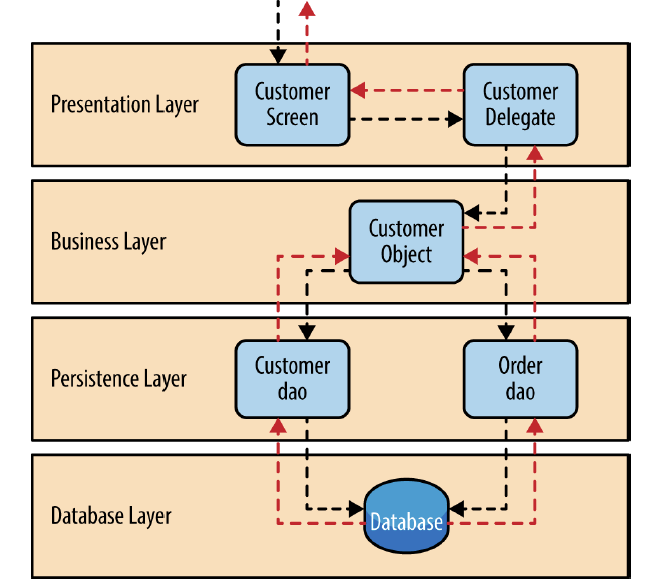 Presentation Layer
Customer
Screen
Customer
Delegate
Business Layer
Customer
Object
Persistence Layer
Customer
dao
Order
dao
Database Layer
Database